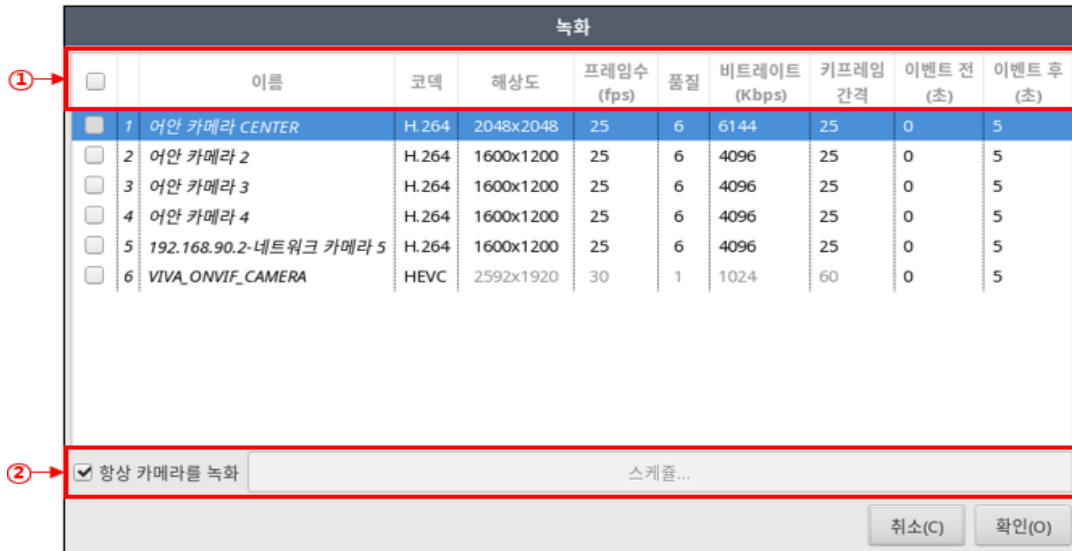 녹화
① 이름 코덱 해상도 프레임수 (fps) 품질 비트레이트 (Kbps) 키프레임 간격 이벤트 전 (초) 이벤트 후 (초)
1 어안 카메라 CENTER H.264 2048x2048 25 6 6144 25 0 5
2 어안 카메라 2 H.264 1600x1200 25 6 4096 25 0 5
3 어안 카메라 3 H.264 1600x1200 25 6 4096 25 0 5
4 어안 카메라 4 H.264 1600x1200 25 6 4096 25 0 5
5 192.168.90.2-네트워크 카메라 5 H.264 1600x1200 25 6 4096 25 0 5
6 VIVA_ONVIF_CAMERA HEVC 2592x1920 30 1 1024 60 0 5
② 항상 카메라를 녹화 스케쥴...
취소(C) 확인(O)